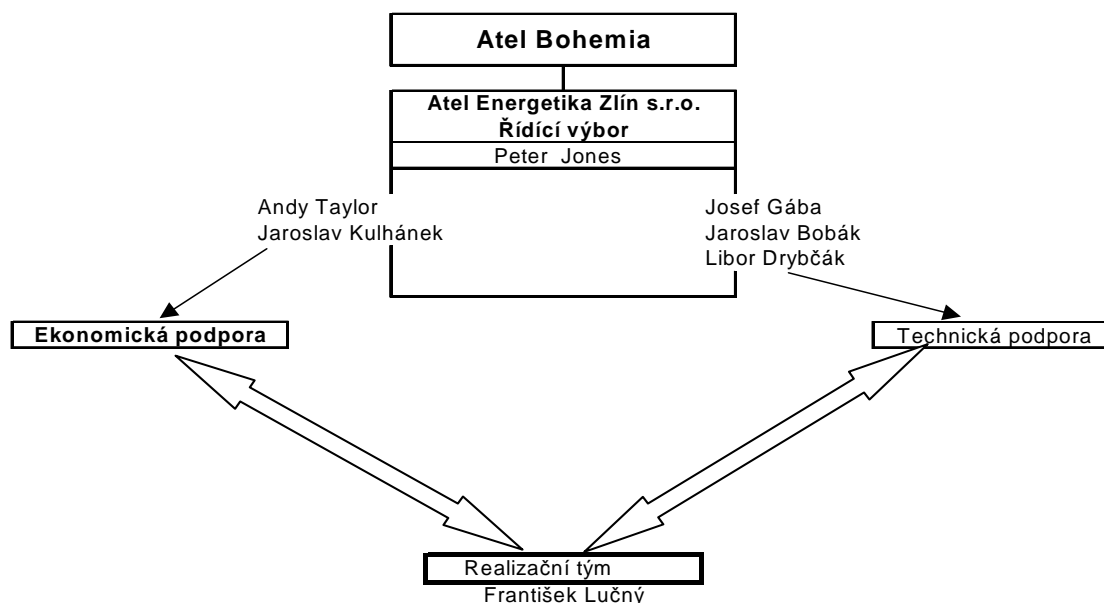 Atel Bohemia
Atel Energetika Zlín s.r.o.
Řídící výbor
Peter Jones
Andy Taylor
Jaroslav Kulhánek
Josef Gába
Jaroslav Bobák
Libor Drybčák
Ekonomická podpora
Technická podpora
Realizační tým
František Lučný